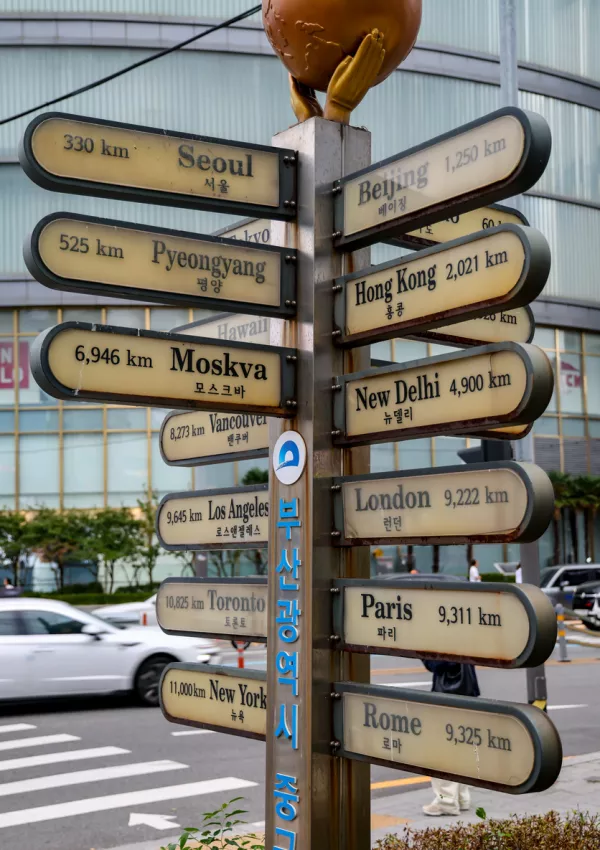 330 km Seoul
서울
525 km Pyeongyang
평양
6,946 km Moskva
모스크바
8,273 km Vancouver
밴쿠버
9,645 km Los Angeles
로스앤젤레스
10,825 km Toronto
토론토
11,000 km New York
뉴욕
Hawaii
Beijing 1,250 km
베이징
Hong Kong 2,021 km
홍콩
New Delhi 4,900 km
뉴델리
London 9,222 km
런던
Paris 9,311 km
파리
Rome 9,325 km
로마
부산광역시 중구